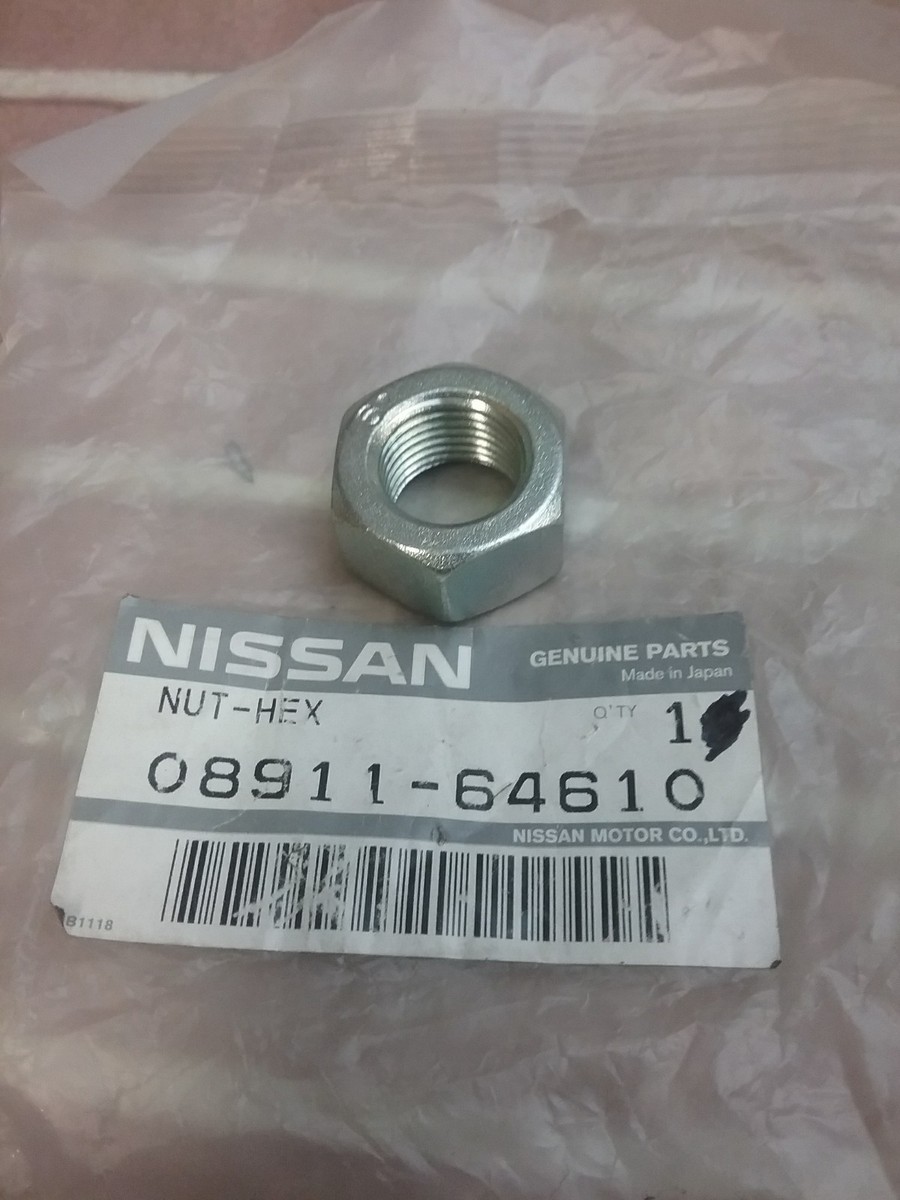 NISSAN
GENUINE PARTS
Made in Japan
NUT-HEX
Q'TY 1
08911-64610
NISSAN MOTOR CO.,LTD.
B1118